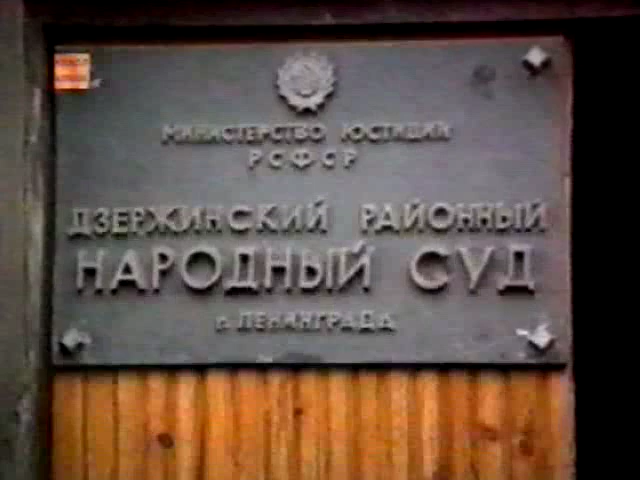 МИНИСТЕРСТВО ЮСТИЦИИ
РСФСР
ДЗЕРЖИНСКИЙ РАЙОННЫЙ
НАРОДНЫЙ СУД
г. ЛЕНИНГРАДА